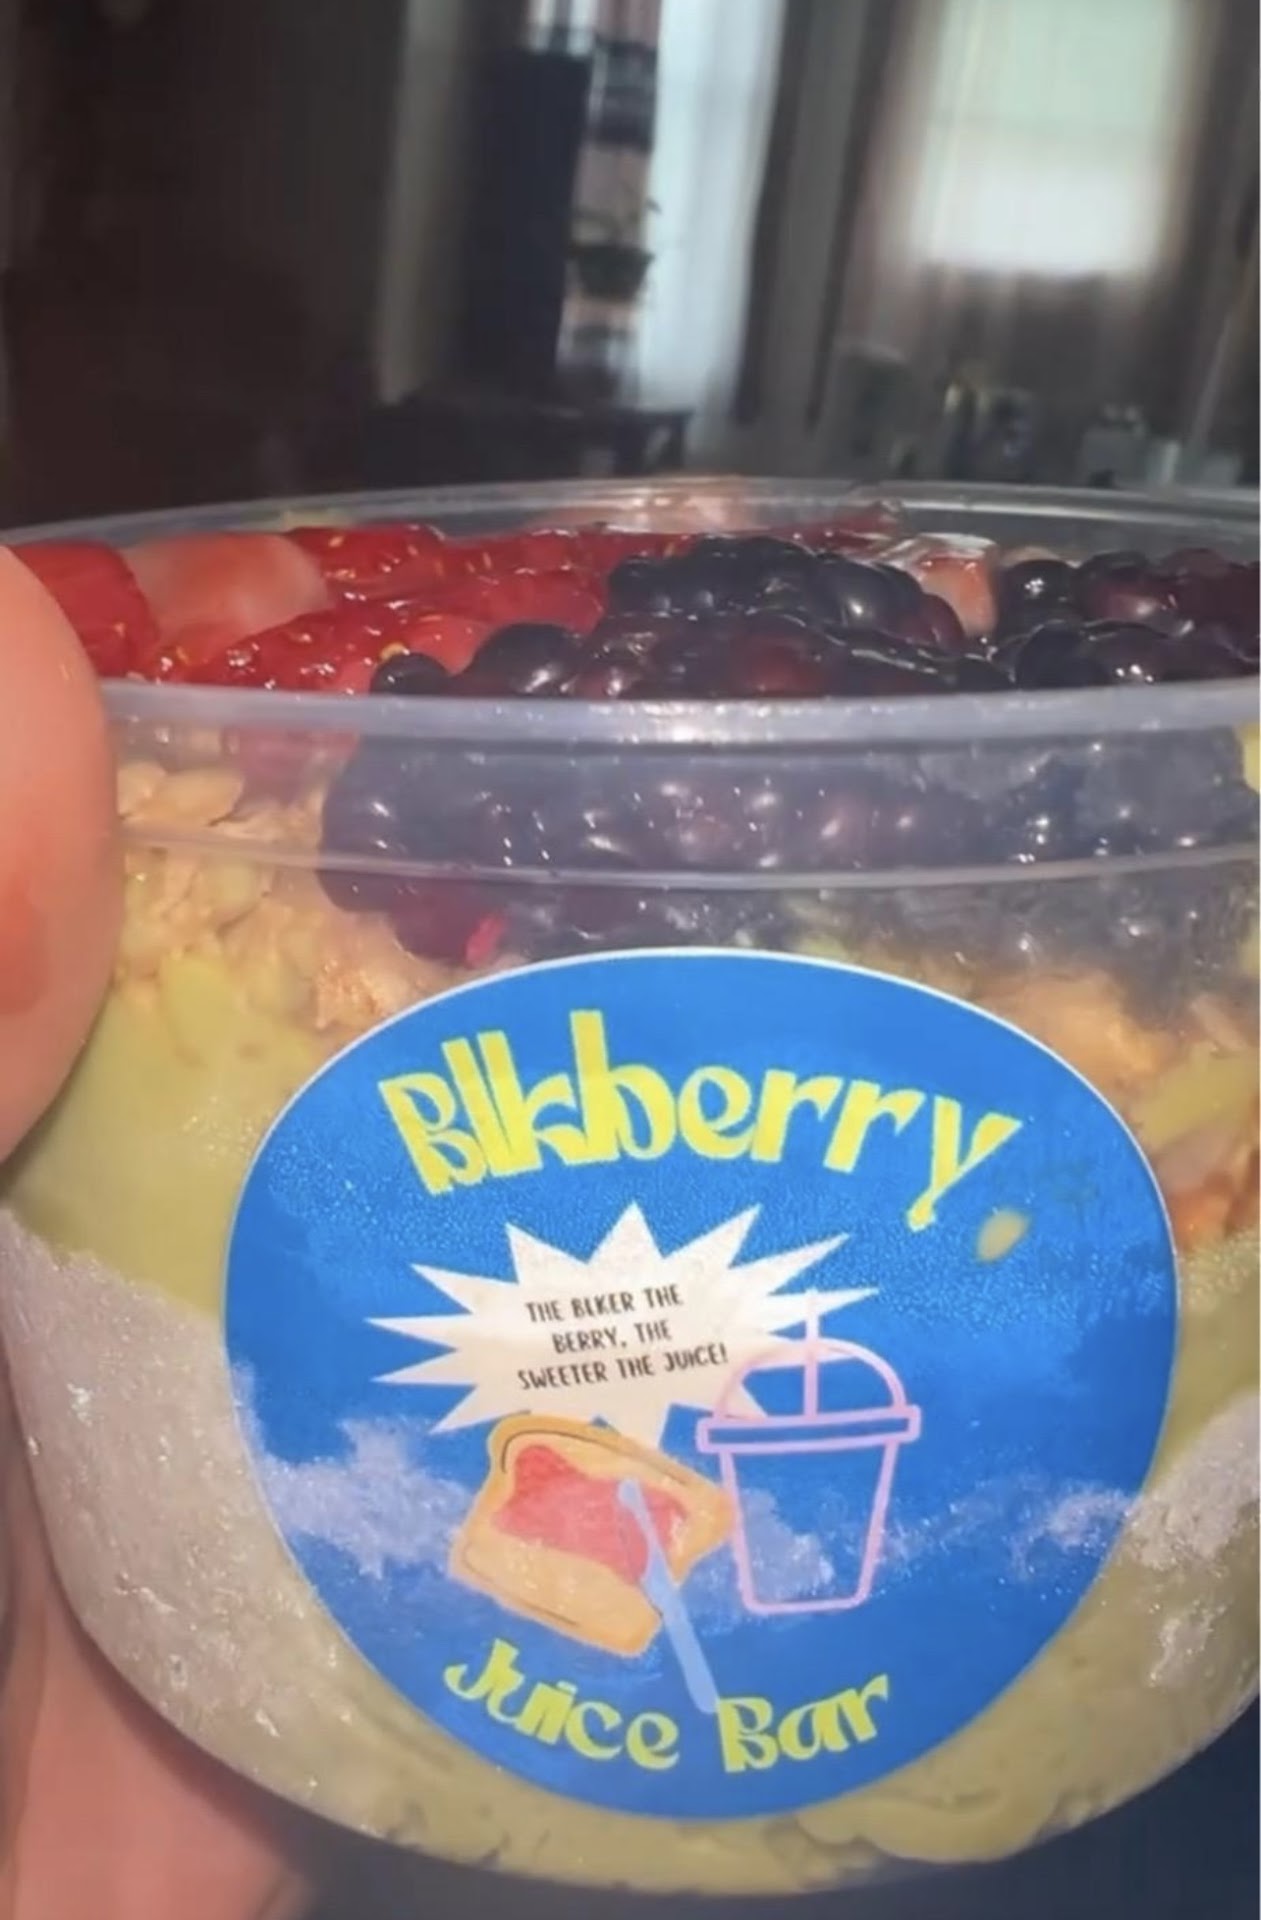 Blkberry
THE BLKER THE
BERRY, THE
SWEETER THE JUICE!
Juice Bar